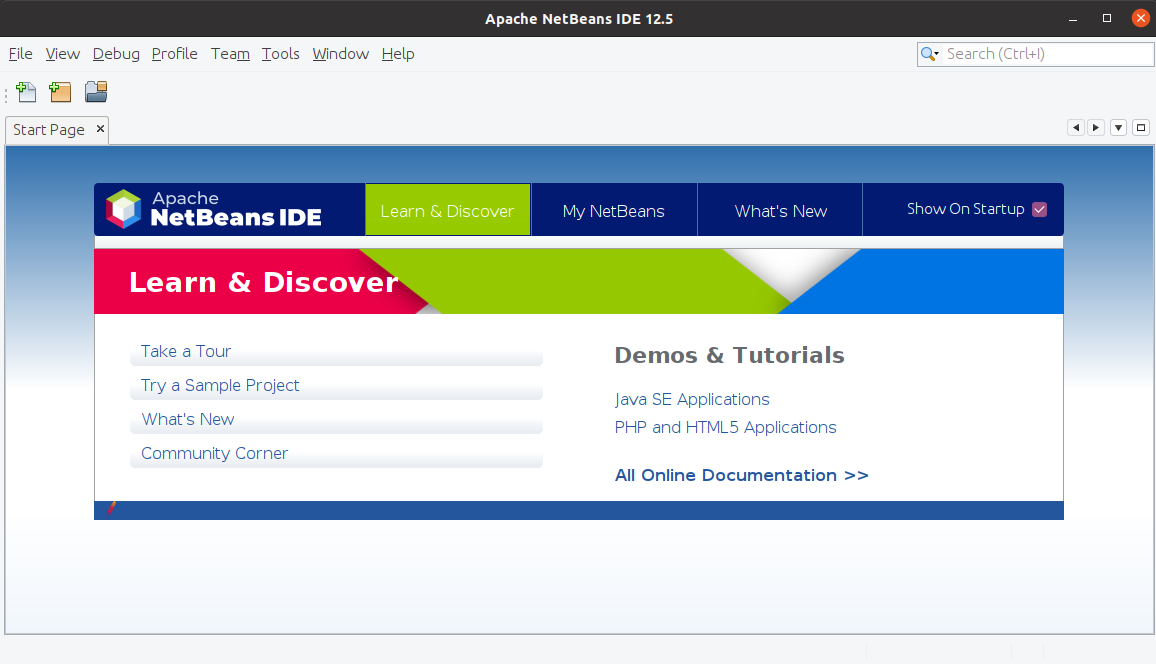 Apache NetBeans IDE 12.5
File View Debug Profile Team Tools Window Help
Search (Ctrl+I)
Start Page
Apache
NetBeans IDE
Learn & Discover
My NetBeans
What's New
Show On Startup
Learn & Discover
Take a Tour
Try a Sample Project
What's New
Community Corner
Demos & Tutorials
Java SE Applications
PHP and HTML5 Applications
All Online Documentation >>